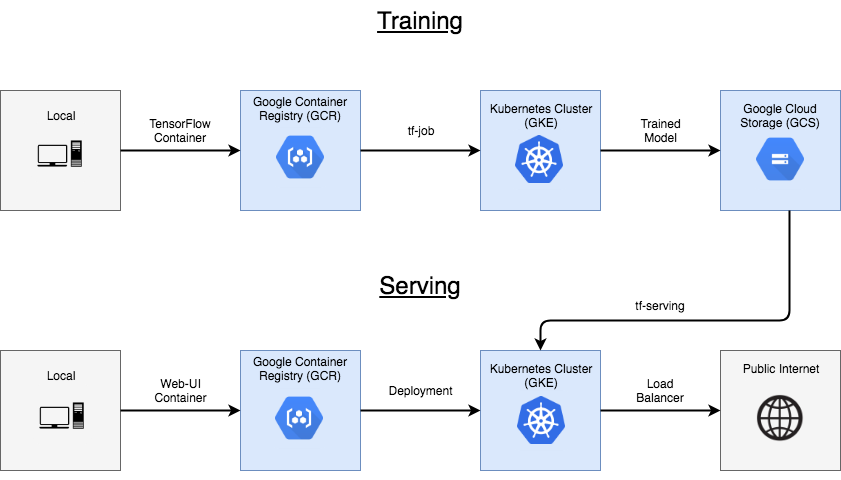 Training
Local
TensorFlow
Container
Google Container
Registry (GCR)
tf-job
Kubernetes Cluster
(GKE)
Trained
Model
Google Cloud
Storage (GCS)
Serving
tf-serving
Local
Web-UI
Container
Google Container
Registry (GCR)
Deployment
Kubernetes Cluster
(GKE)
Load
Balancer
Public Internet